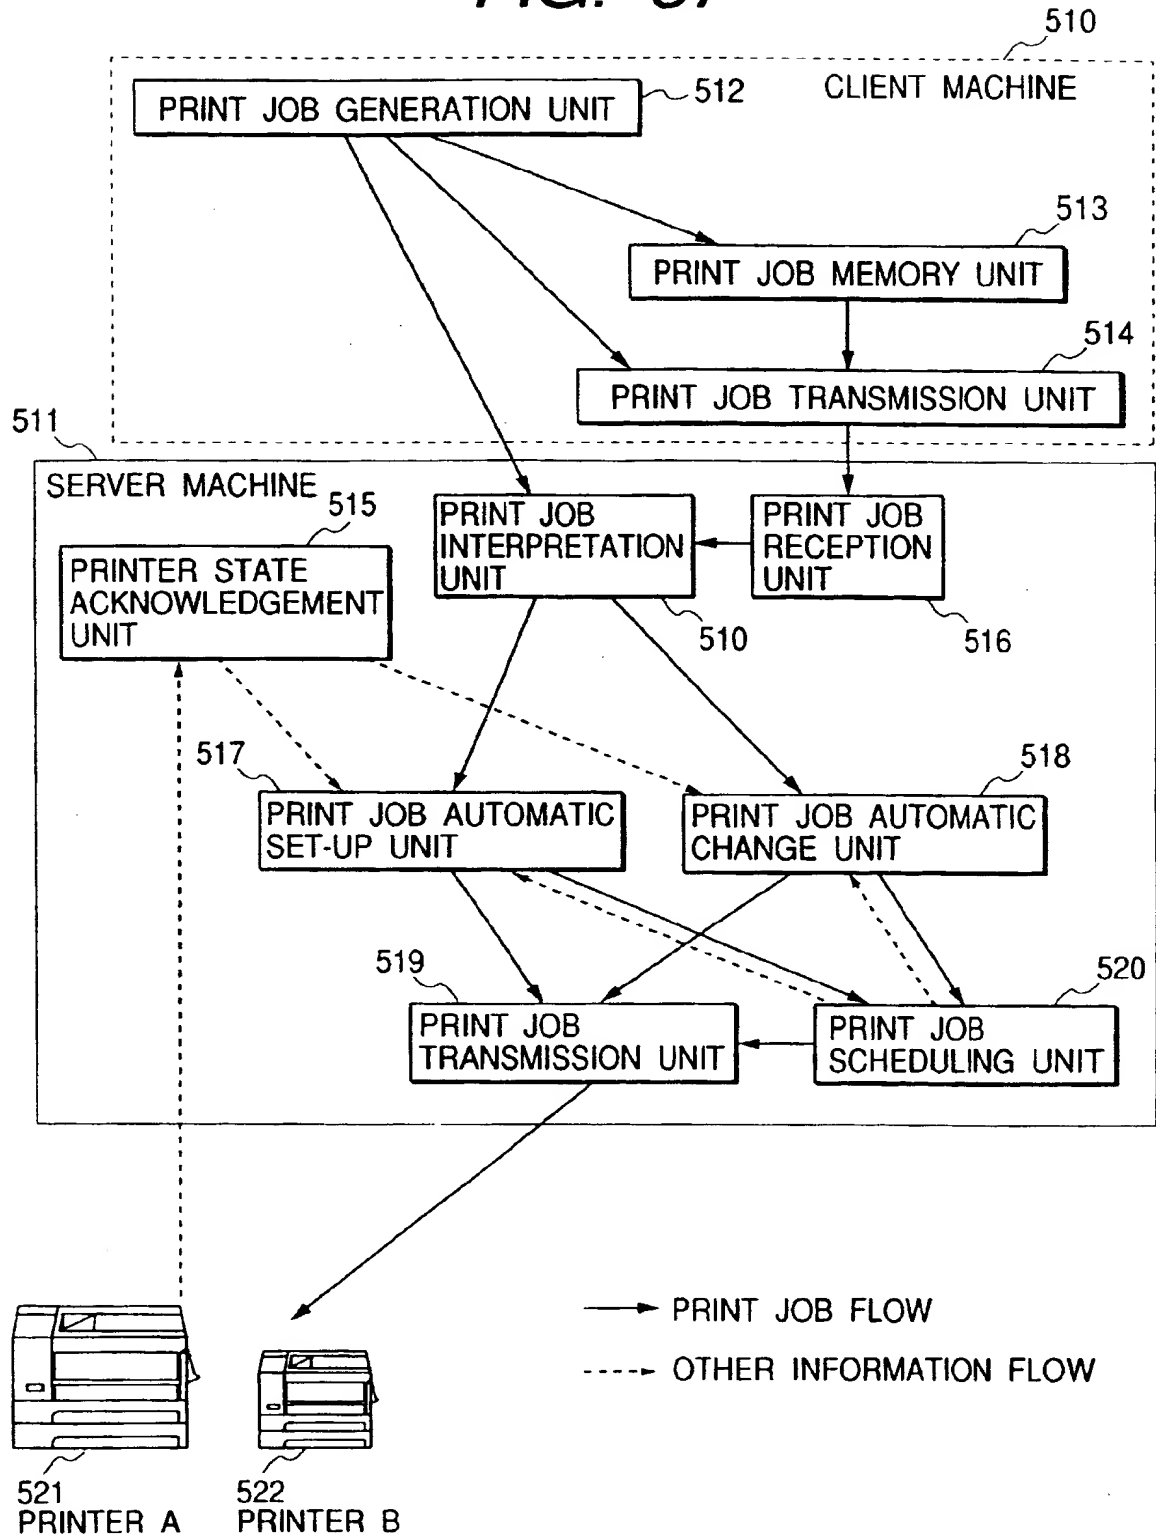 510
CLIENT MACHINE
PRINT JOB GENERATION UNIT
512
513
PRINT JOB MEMORY UNIT
514
PRINT JOB TRANSMISSION UNIT
511
SERVER MACHINE
515
PRINTER STATE
ACKNOWLEDGEMENT
UNIT
PRINT JOB
INTERPRETATION
UNIT
510
PRINT JOB
RECEPTION
UNIT
516
517
PRINT JOB AUTOMATIC
SET-UP UNIT
518
PRINT JOB AUTOMATIC
CHANGE UNIT
519
PRINT JOB
TRANSMISSION UNIT
520
PRINT JOB
SCHEDULING UNIT
PRINT JOB FLOW
OTHER INFORMATION FLOW
521
PRINTER A
522
PRINTER B